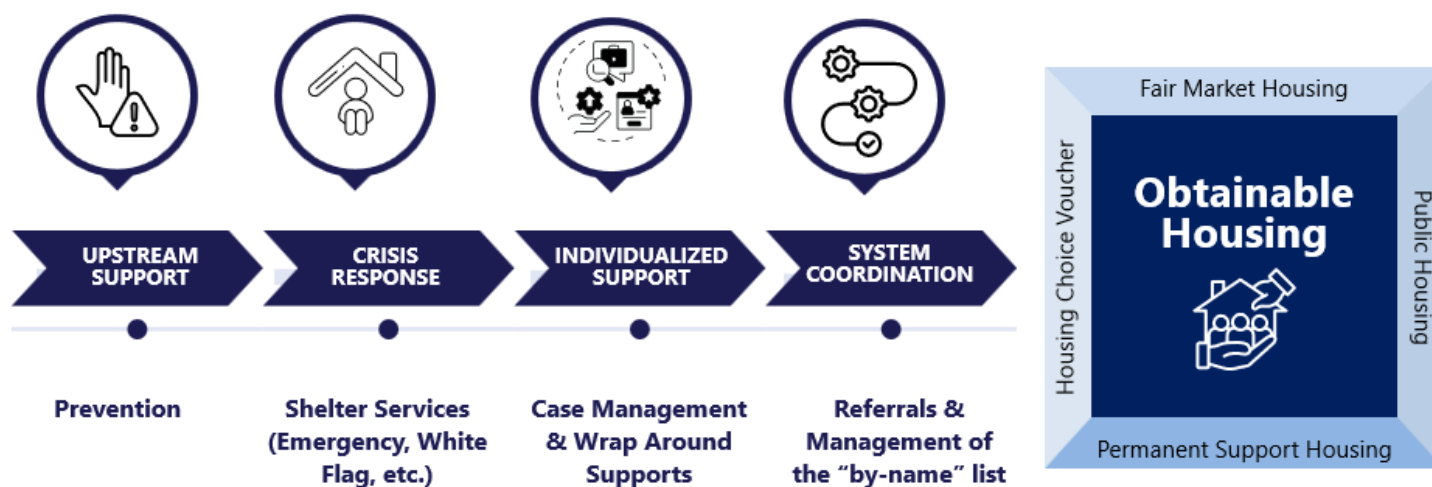 UPSTREAM
SUPPORT
CRISIS
RESPONSE
INDIVIDUALIZED
SUPPORT
SYSTEM
COORDINATION
Prevention
Shelter Services
(Emergency, White
Flag, etc.)
Case Management
& Wrap Around
Supports
Referrals &
Management of
the “by-name” list
Fair Market Housing
Housing Choice Voucher
Obtainable
Housing
Public Housing
Permanent Support Housing